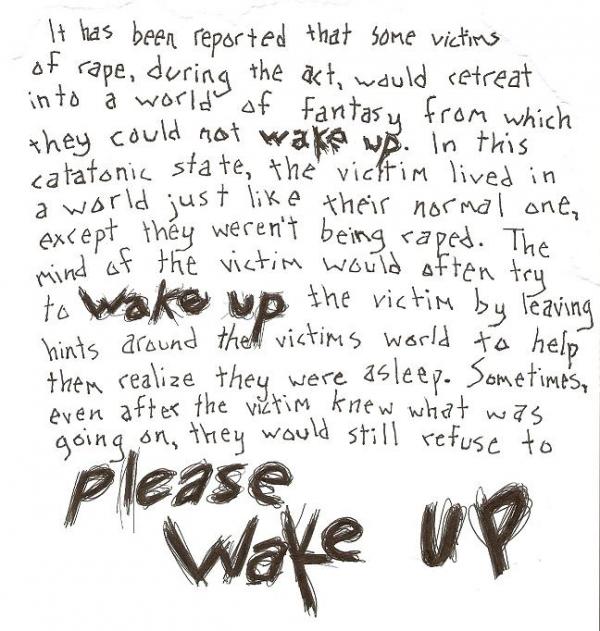 It has been reported that some victims
of rape, during the act, would retreat
into a world of fantasy from which
they could not wake up. In this
catatonic state, the victim lived in
a world just like their normal one,
except they weren't being raped. The
mind of the victim would often try
to wake up the victim by leaving
hints around the victims world to help
them realize they were asleep. Sometimes,
even after the victim knew what was
going on, they would still refuse to
please
wake up